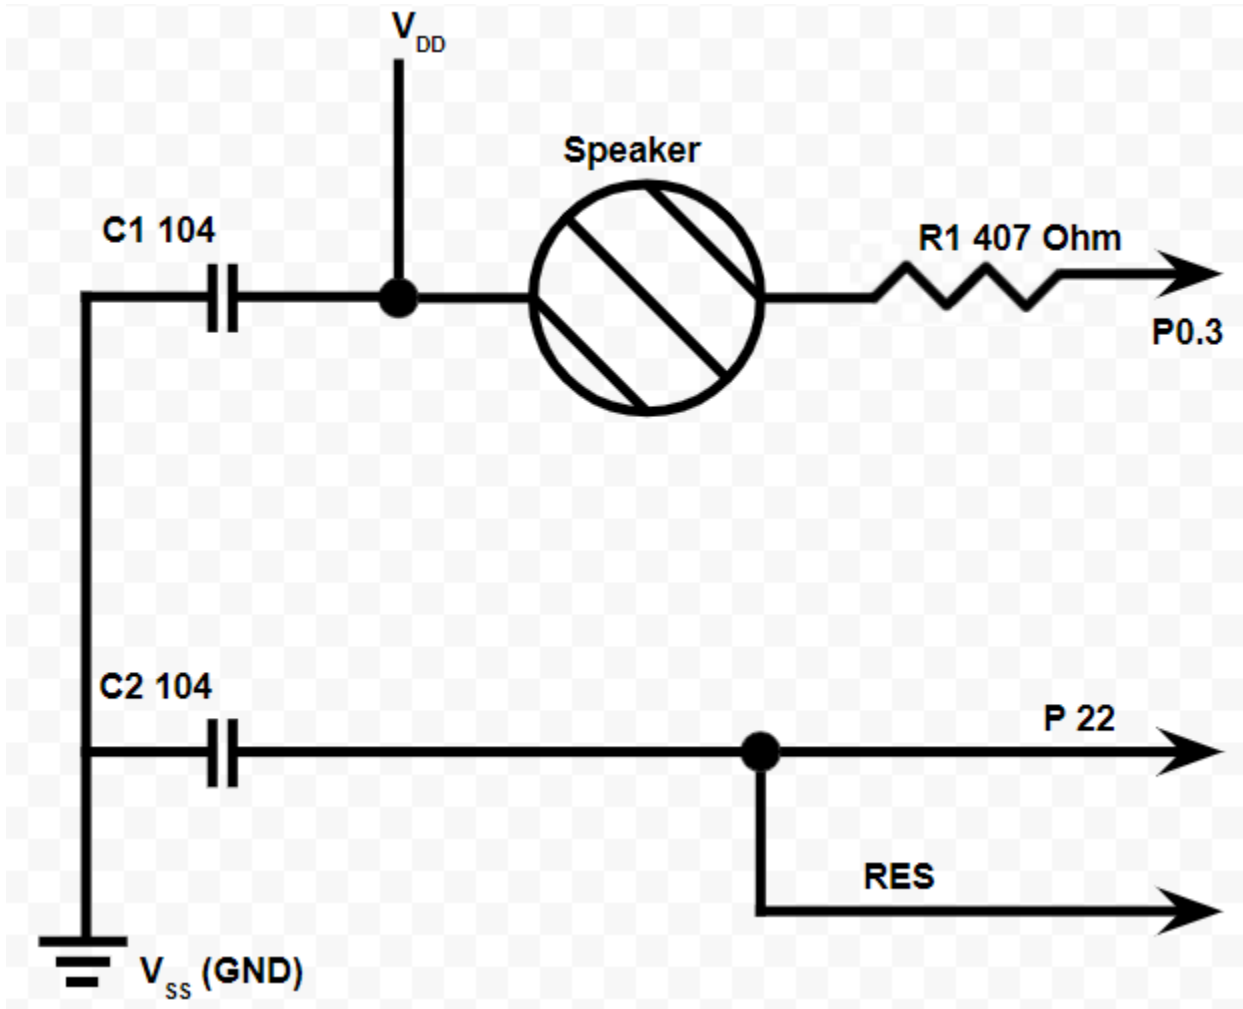 VDD
Speaker
C1 104
R1 407 Ohm
P0.3
C2 104
P 22
RES
VSS (GND)